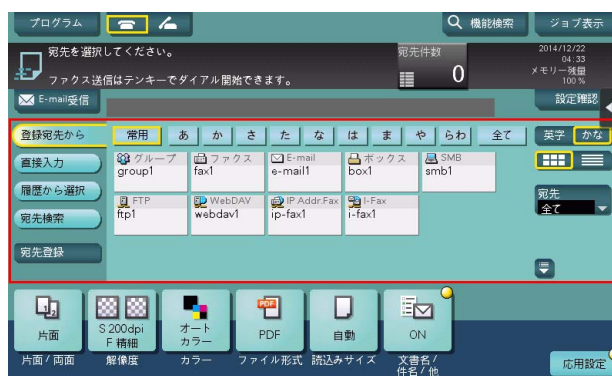 プログラム
機能検索
ジョブ表示
宛先を選択してください。
ファクス送信はテンキーでダイアル開始できます。
宛先件数
0
2014/12/22
04:33
メモリー残量
100 %
E-mail受信
設定確認
登録宛先から
常用 あ か さ た な は ま や らわ 全て
英字 かな
直接入力
履歴から選択
宛先検索
宛先登録
グループ
group1
ファクス
fax1
E-mail
e-mail1
ボックス
box1
SMB
smb1
FTP
ftp1
WebDAV
webdav1
IP Addr.Fax
ip-fax1
I-Fax
i-fax1
宛先
全て
片面
片面 / 両面
S 200dpi
F 精細
解像度
オート
カラー
カラー
PDF
PDF
ファイル形式
自動
読込みサイズ
ON
文書名 /
件名 / 他
応用設定